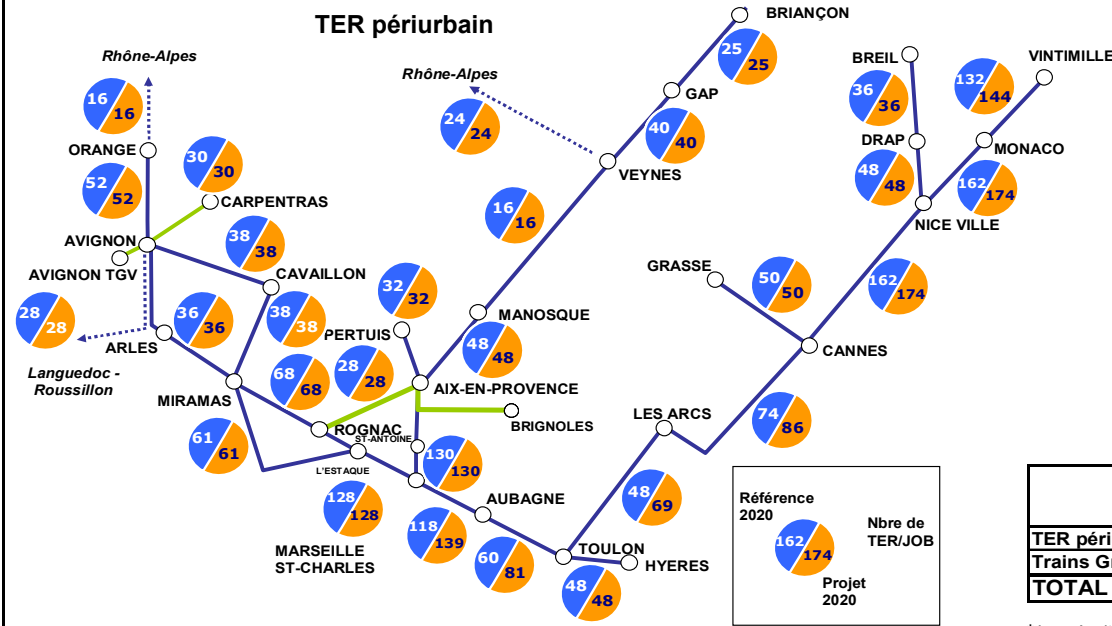 TER périurbain
BRIANÇON
25
25
Rhône-Alpes
Rhône-Alpes
BREIL
VINTIMILLE
16
16
GAP
36
36
132
144
24
24
40
40
ORANGE
30
30
DRAP
MONACO
VEYNES
52
52
CARPENTRAS
48
48
162
174
16
16
AVIGNON
38
38
NICE VILLE
AVIGNON TGV
GRASSE
CAVAILLON
50
50
162
174
32
32
28
28
36
36
38
38
PERTUIS
MANOSQUE
ARLES
CANNES
48
48
Languedoc -
Roussillon
68
68
28
28
AIX-EN-PROVENCE
MIRAMAS
BRIGNOLES
LES ARCS
74
86
ROGNAC
ST-ANTOINE
61
61
L'ESTAQUE
130
130
128
128
AUBAGNE
48
69
Référence
2020
Nbre de
TER/JOB
162
174
Projet
2020
118
139
MARSEILLE
ST-CHARLES
60
81
TOULON
HYERES
48
48
TER péri
Trains Gr
TOTAL